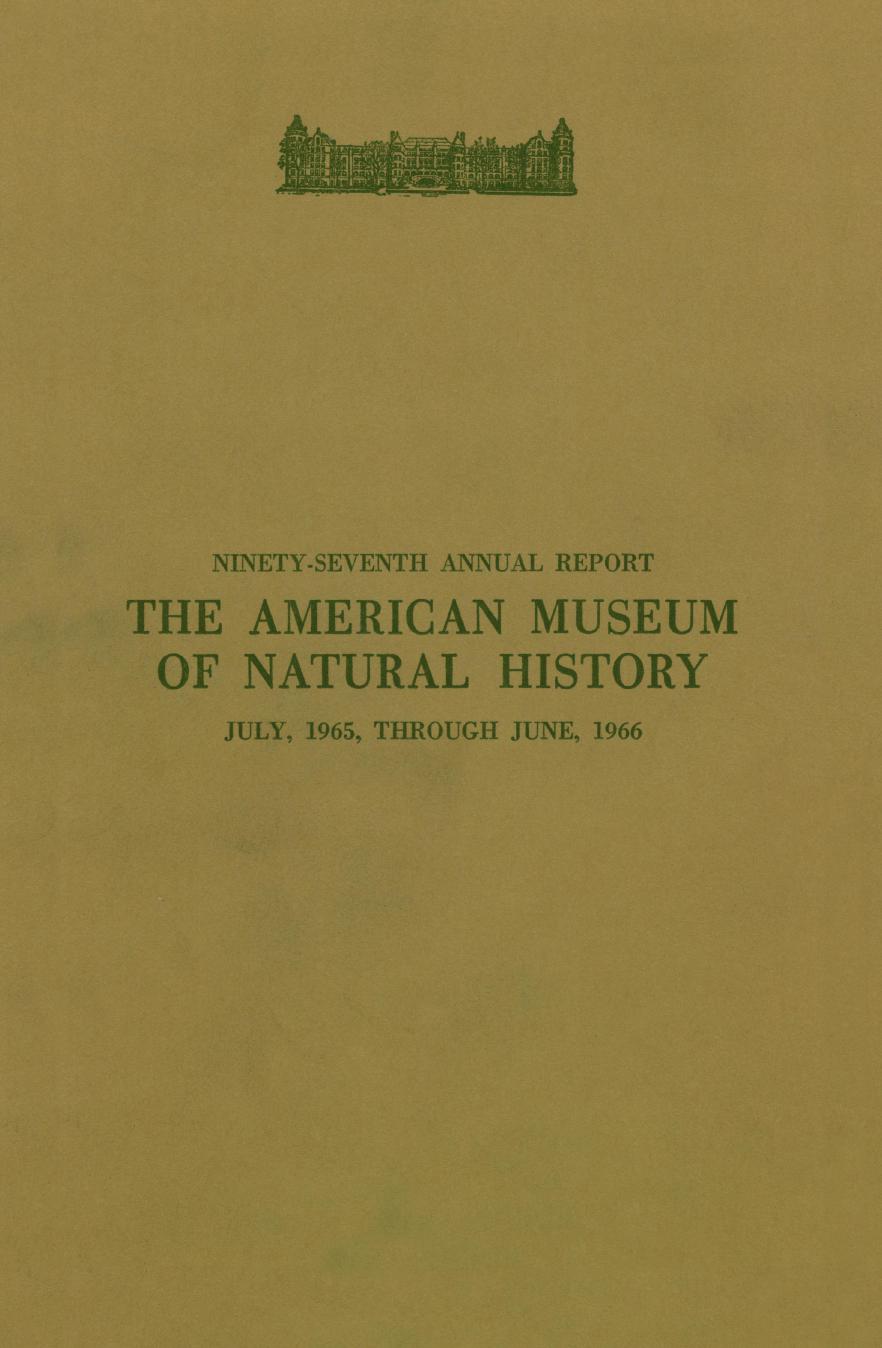 NINETY-SEVENTH ANNUAL REPORT
THE AMERICAN MUSEUM
OF NATURAL HISTORY
JULY, 1965, THROUGH JUNE, 1966